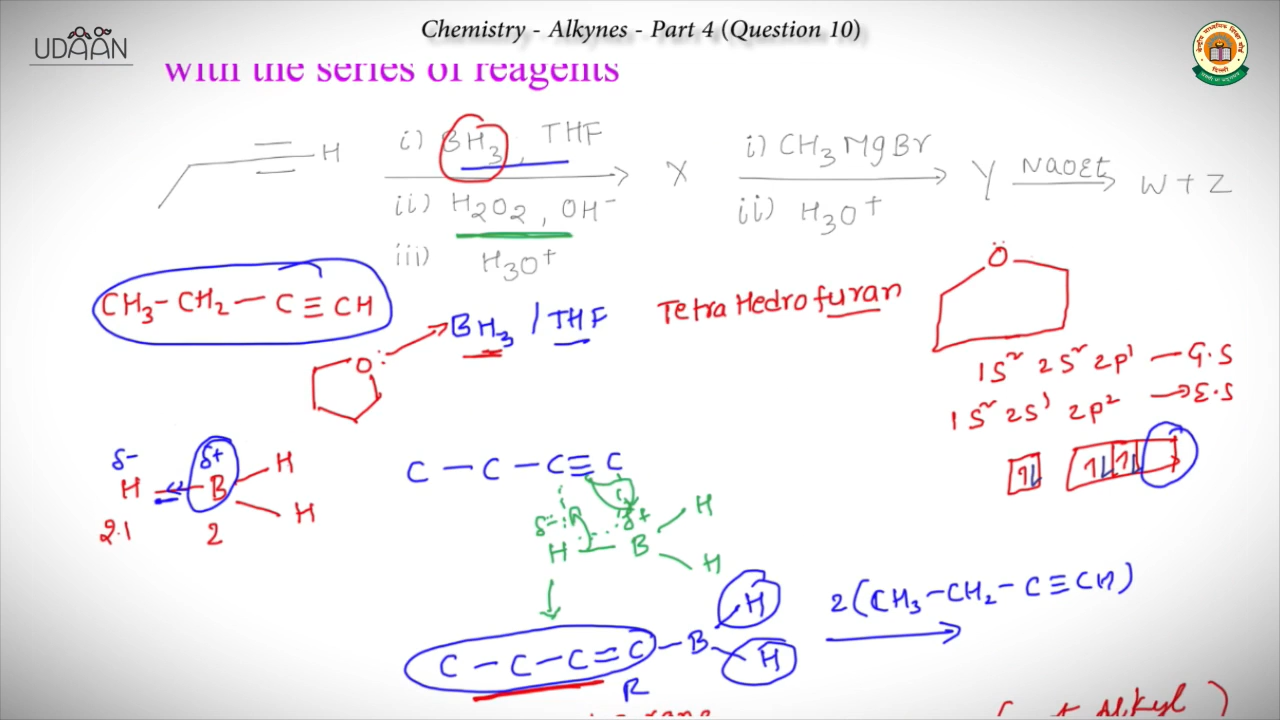 Chemistry - Alkynes - Part 4 (Question 10)
UDAAN
with the series of reagents
H
i) BH₃, THF
ii) H₂O₂, OH⁻
iii) H₃O⁺
X
i) CH₃MgBr
ii) H₃O⁺
Y
NaOEt
W + Z
CH₃ - CH₂ - C ≡ CH
BH₃ / THF
O:
TetraHedrofuran
Ö
1S² 2S² 2p¹ — G.S
1S² 2S¹ 2p² → E.S
δ- δ+
H B H
H
2.1 2
C - C - C ≡ C
δ- δ+
H B H
H
C - C - C = C - B H
H
R
2(CH₃ - CH₂ - C ≡ CH)
Alkyl )